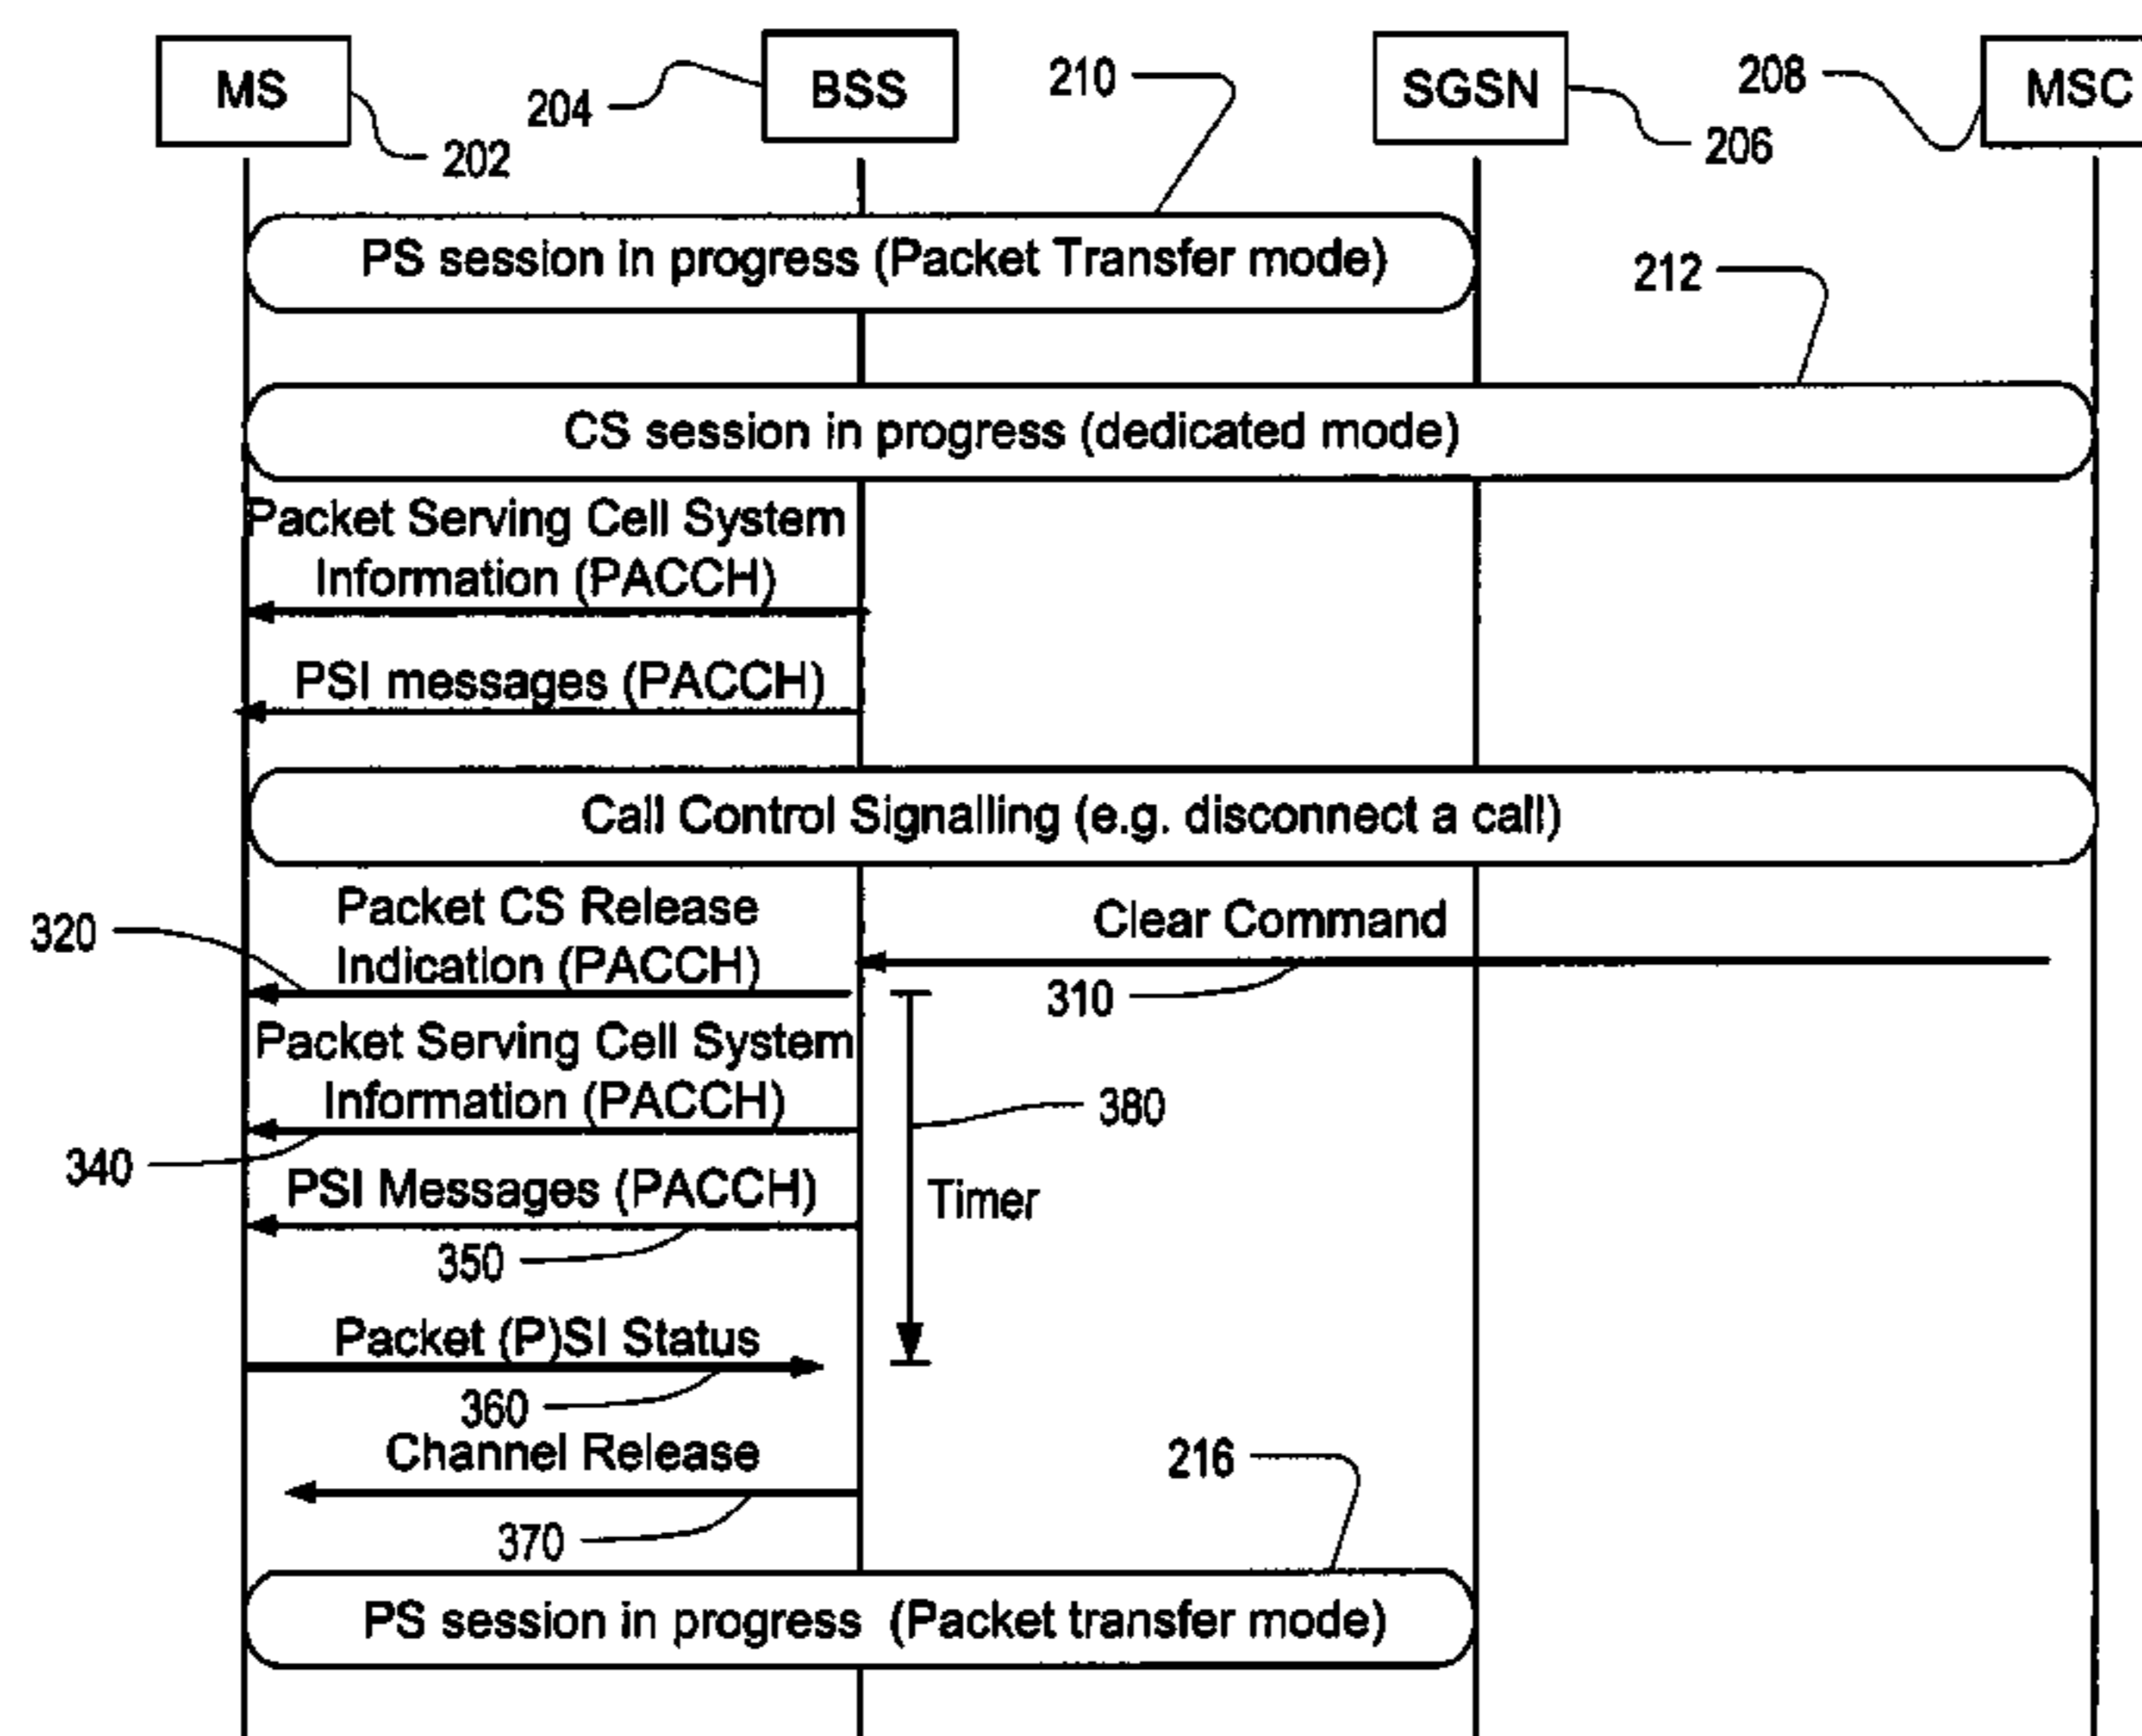 MS
BSS
SGSN
MSC
202
204
210
206
208
PS session in progress (Packet Transfer mode)
212
CS session in progress (dedicated mode)
Packet Serving Cell System
Information (PACCH)
PSI messages (PACCH)
Call Control Signalling (e.g. disconnect a call)
320
Packet CS Release
Indication (PACCH)
Clear Command
310
Packet Serving Cell System
Information (PACCH)
380
340
PSI Messages (PACCH)
Timer
350
Packet (P)SI Status
360
Channel Release
216
370
PS session in progress (Packet transfer mode)